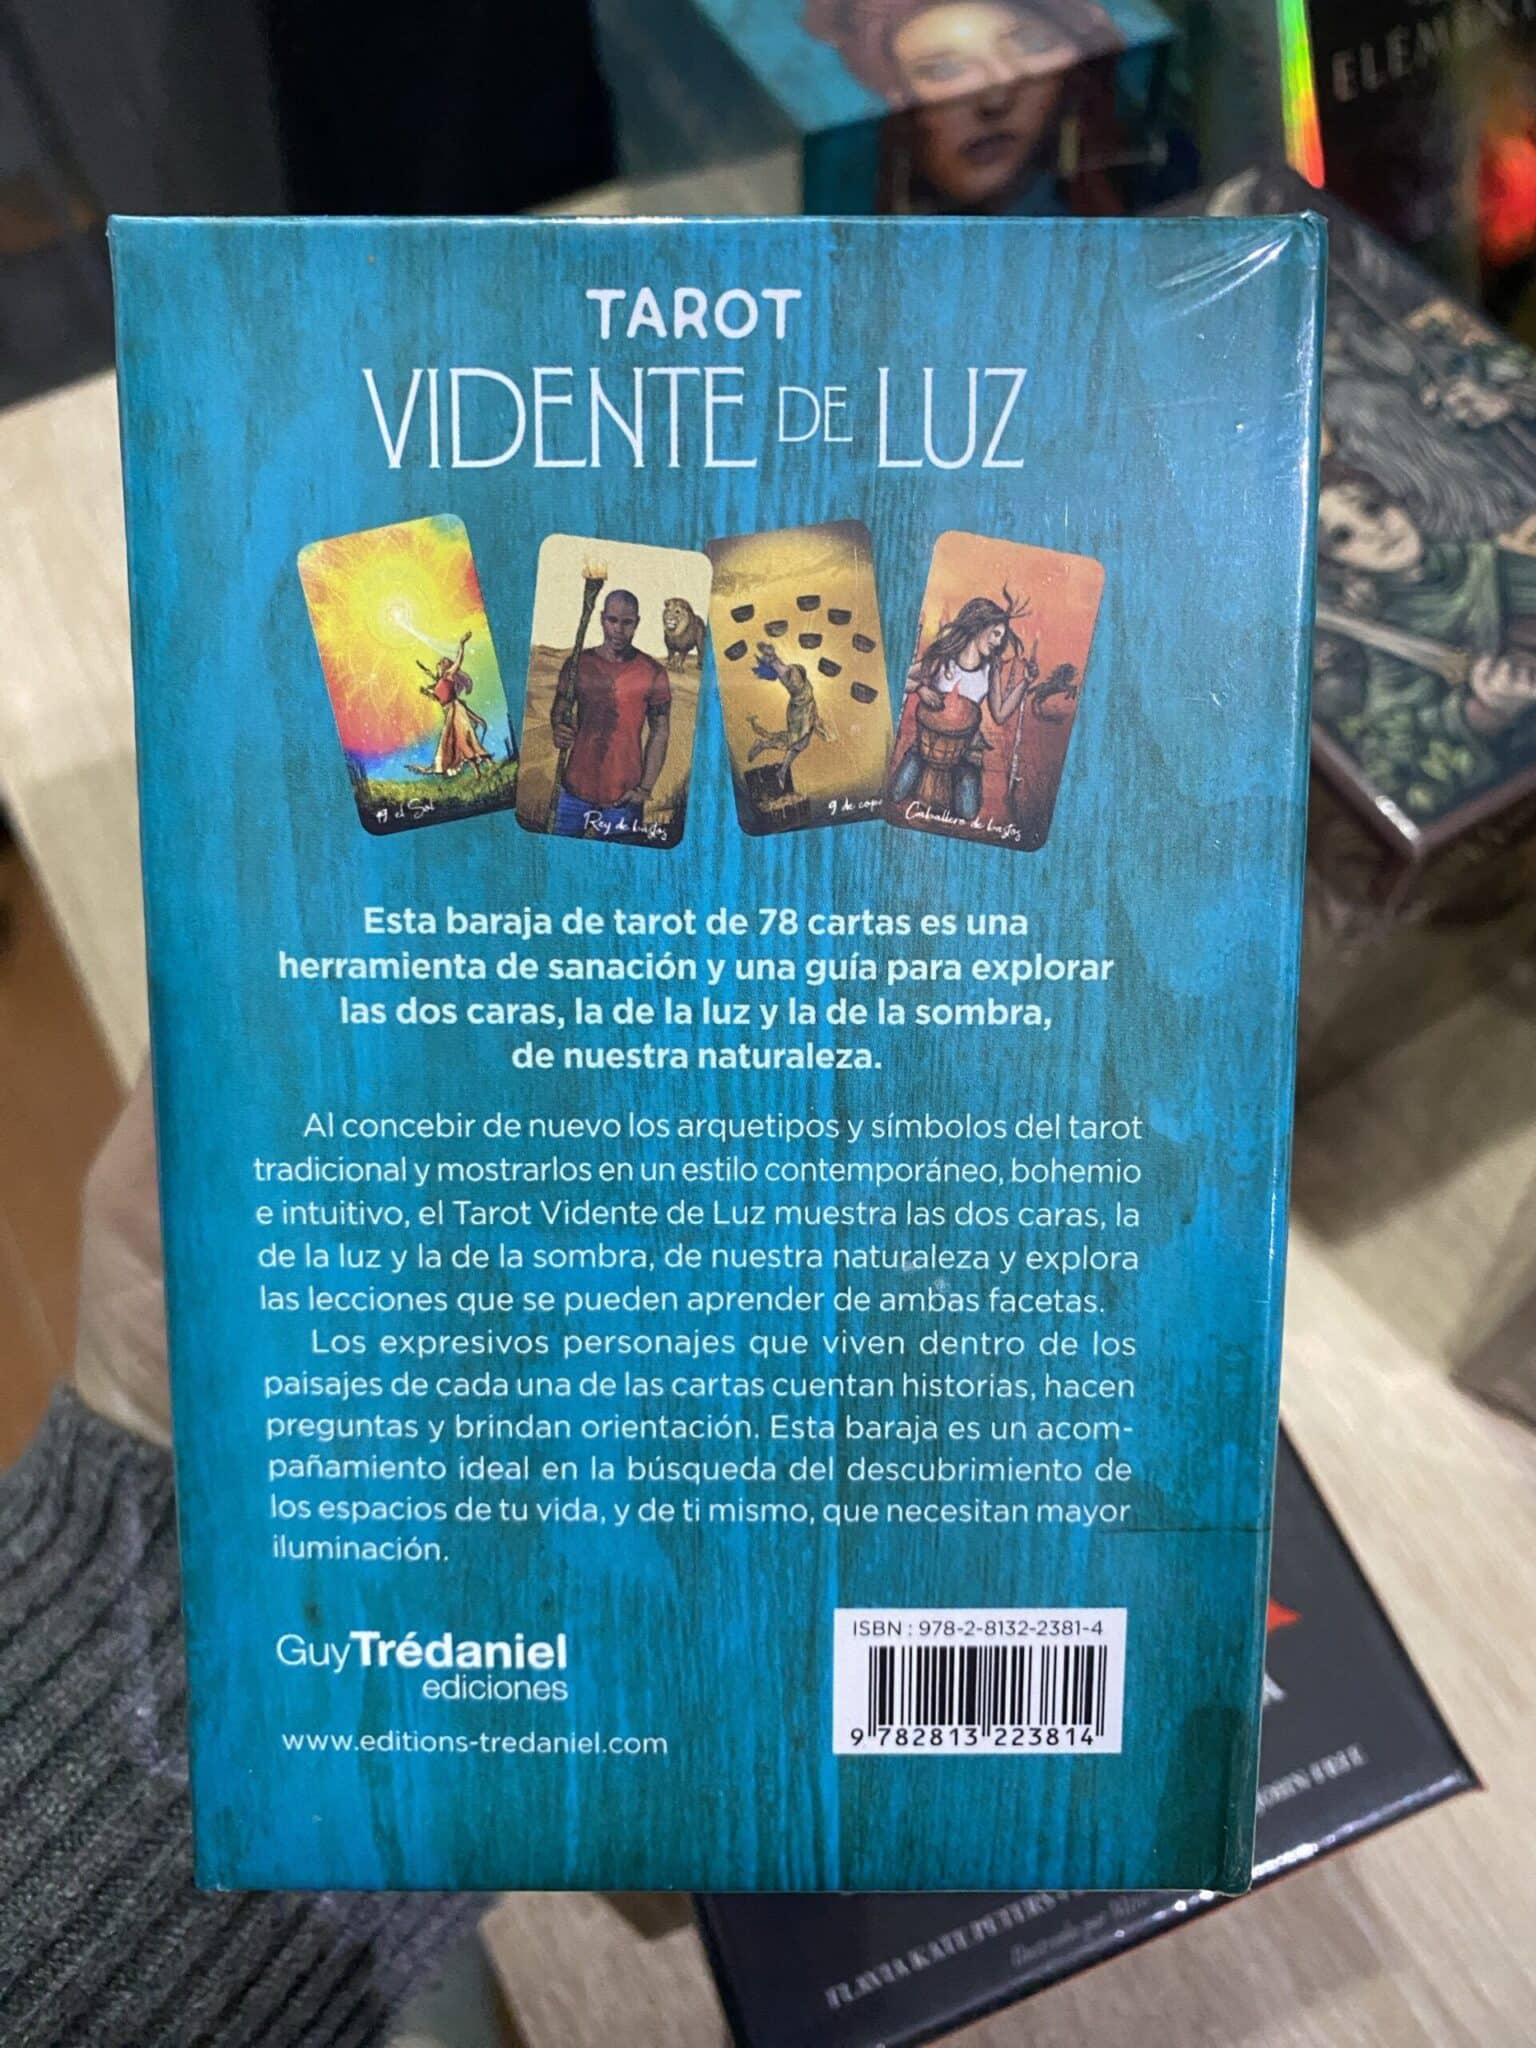 ELEMEN
TAROT
VIDENTE DE LUZ
19 el Sol
Rey de bastos
9 de copa
Caballero de bastos
Esta baraja de tarot de 78 cartas es una
herramienta de sanación y una guía para explorar
las dos caras, la de la luz y la de la sombra,
de nuestra naturaleza.
Al concebir de nuevo los arquetipos y símbolos del tarot
tradicional y mostrarlos en un estilo contemporáneo, bohemio
e intuitivo, el Tarot Vidente de Luz muestra las dos caras, la
de la luz y la de la sombra, de nuestra naturaleza y explora
las lecciones que se pueden aprender de ambas facetas.
Los expresivos personajes que viven dentro de los
paisajes de cada una de las cartas cuentan historias, hacen
preguntas y brindan orientación. Esta baraja es un acom-
pañamiento ideal en la búsqueda del descubrimiento de
los espacios de tu vida, y de ti mismo, que necesitan mayor
iluminación.
GuyTrédaniel
ediciones
www.editions-tredaniel.com
ISBN : 978-2-8132-2381-4
9 782813 223814
FLAVIA KATE PETERS